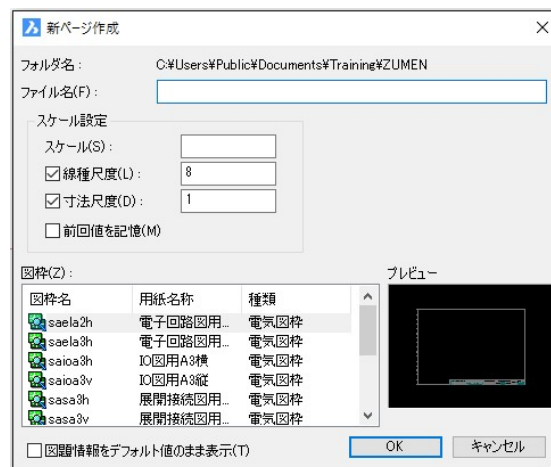 新ページ作成
フォルダ名: C:¥Users¥Public¥Documents¥Training¥ZUMEN
ファイル名(F):
スケール設定
スケール(S):
線種尺度(L): 8
寸法尺度(D): 1
前回値を記憶(M)
図枠(Z): プレビュー
図枠名 用紙名称 種類
saela2h 電子回路図用... 電気図枠
saela3h 電子回路図用... 電気図枠
saioa3h IO図用A3横 電気図枠
saioa3v IO図用A3縦 電気図枠
sasa3h 展開接続図用... 電気図枠
sasa3v 展開接続図用... 電気図枠
図題情報をデフォルト値のまま表示(T) OK キャンセル